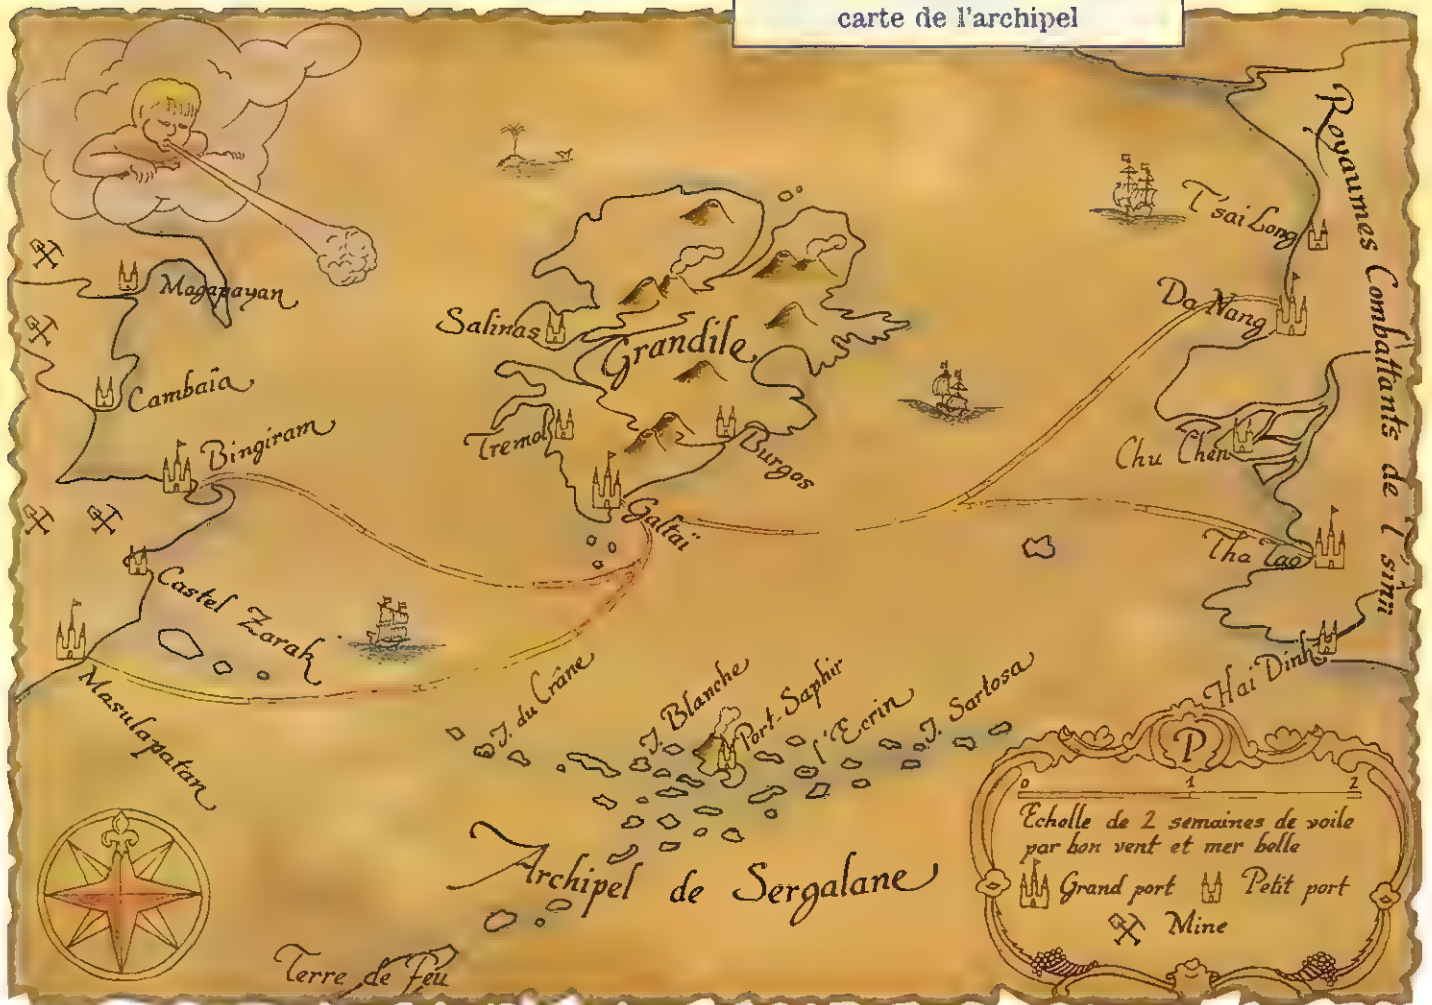 carte de l'archipel
Royaumes Combattants de l'sinii
T'sai Long
Magapayan
Da Nang
Salinas
Grandile
Cambaïa
Bingiram
Tremol
Burgos
Chu Chen
Galtaï
Tha Tao
Castel Zarak
Hai Dinh
Masulapatan
I. du Crâne
I. Blanche
Port-Saphir
l'Ecrin
I. Sartosa
Archipel de Sergalane
Terre de Feu
P
0 1 2
Echelle de 2 semaines de voile
par bon vent et mer belle
Grand port Petit port
Mine